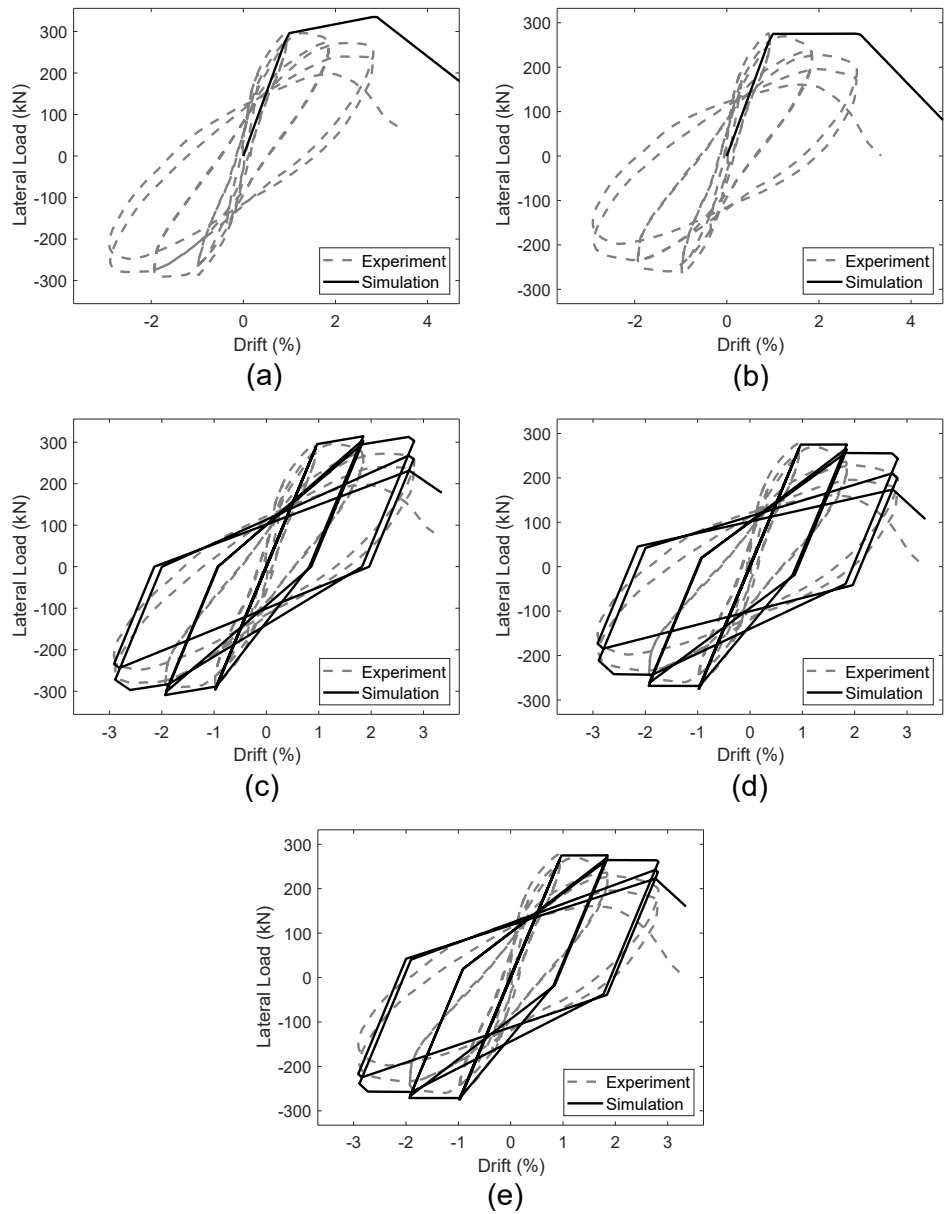 300
200
100
0
-100
-200
-300
Lateral Load (kN)
-2 0 2 4
Drift (%)
Experiment
Simulation
(a)
300
200
100
0
-100
-200
-300
Lateral Load (kN)
-2 0 2 4
Drift (%)
Experiment
Simulation
(b)
300
200
100
0
-100
-200
-300
Lateral Load (kN)
-3 -2 -1 0 1 2 3
Drift (%)
Experiment
Simulation
(c)
300
200
100
0
-100
-200
-300
Lateral Load (kN)
-3 -2 -1 0 1 2 3
Drift (%)
Experiment
Simulation
(d)
300
200
100
0
-100
-200
-300
Lateral Load (kN)
-3 -2 -1 0 1 2 3
Drift (%)
Experiment
Simulation
(e)